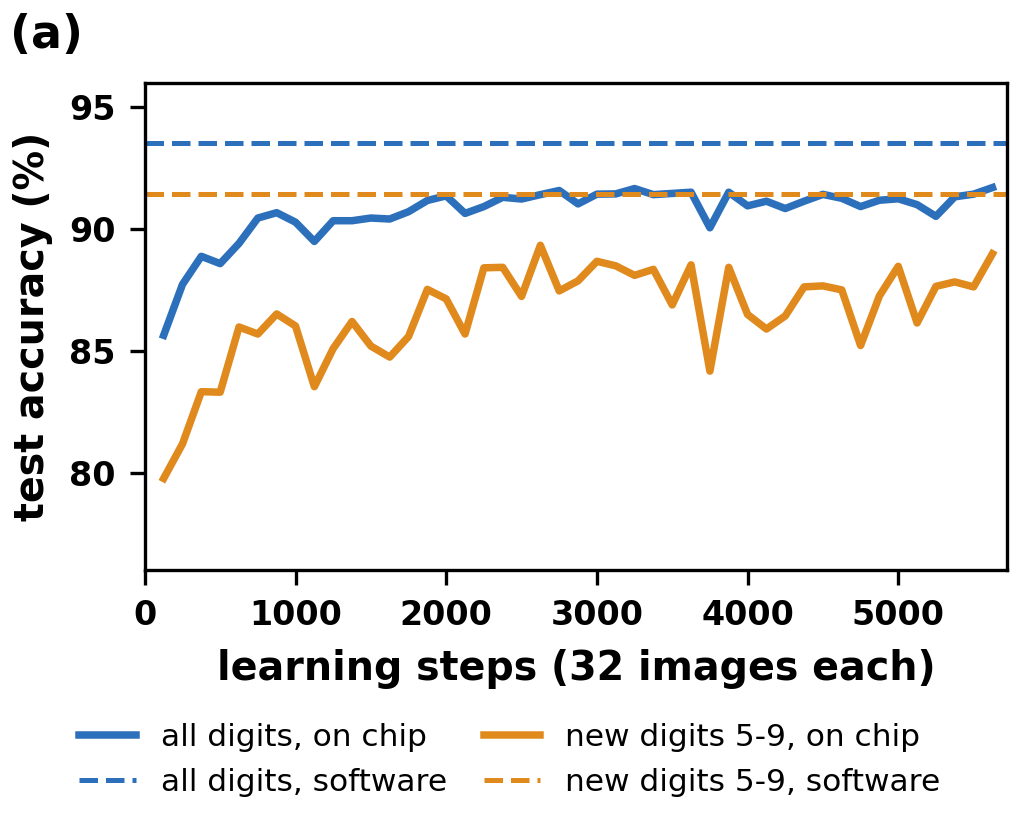 (a)
95
90
85
80
test accuracy (%)
0 1000 2000 3000 4000 5000
learning steps (32 images each)
all digits, on chip new digits 5-9, on chip
all digits, software new digits 5-9, software